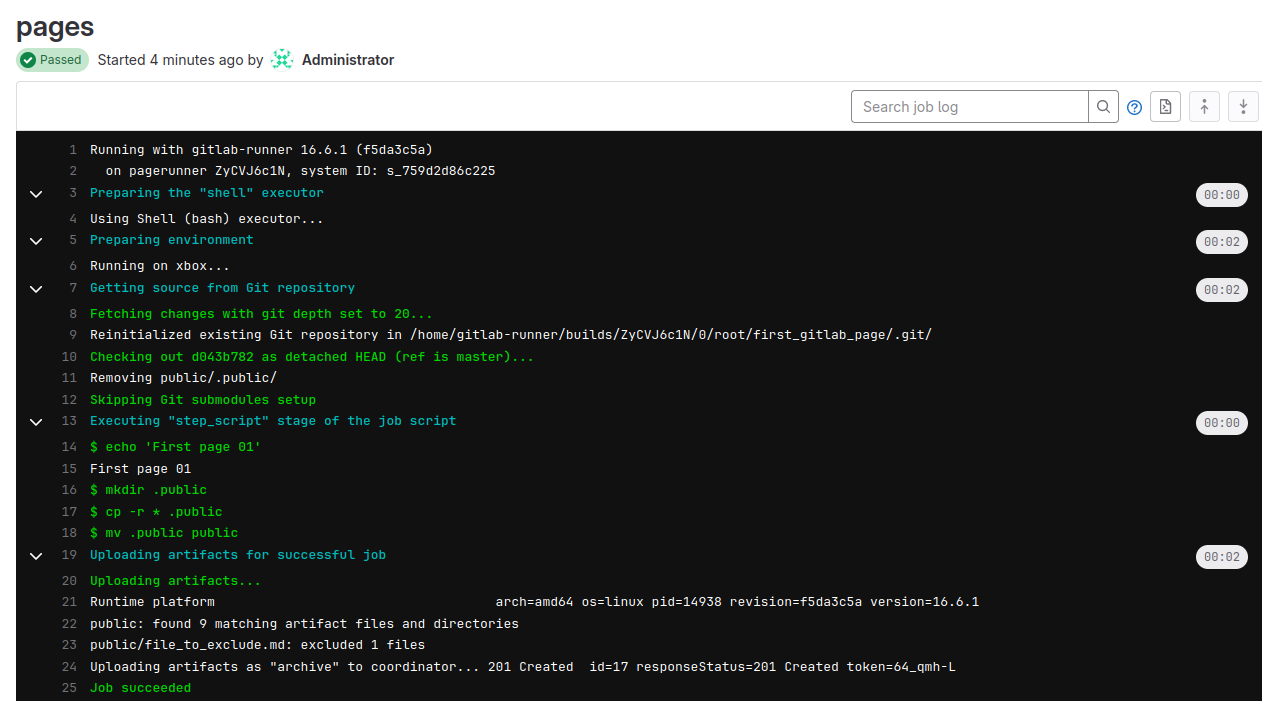 pages
Passed Started 4 minutes ago by Administrator
Search job log
1 Running with gitlab-runner 16.6.1 (f5da3c5a)
2 on pagerunner ZyCVJ6c1N, system ID: s_759d2d86c225
3 Preparing the "shell" executor 00:00
4 Using Shell (bash) executor...
5 Preparing environment 00:02
6 Running on xbox...
7 Getting source from Git repository 00:02
8 Fetching changes with git depth set to 20...
9 Reinitialized existing Git repository in /home/gitlab-runner/builds/ZyCVJ6c1N/0/root/first_gitlab_page/.git/
10 Checking out d043b782 as detached HEAD (ref is master)...
11 Removing public/.public/
12 Skipping Git submodules setup
13 Executing "step_script" stage of the job script 00:00
14 $ echo 'First page 01'
15 First page 01
16 $ mkdir .public
17 $ cp -r * .public
18 $ mv .public public
19 Uploading artifacts for successful job 00:02
20 Uploading artifacts...
21 Runtime platform arch=amd64 os=linux pid=14938 revision=f5da3c5a version=16.6.1
22 public: found 9 matching artifact files and directories
23 public/file_to_exclude.md: excluded 1 files
24 Uploading artifacts as "archive" to coordinator... 201 Created id=17 responseStatus=201 Created token=64_qmh-L
25 Job succeeded